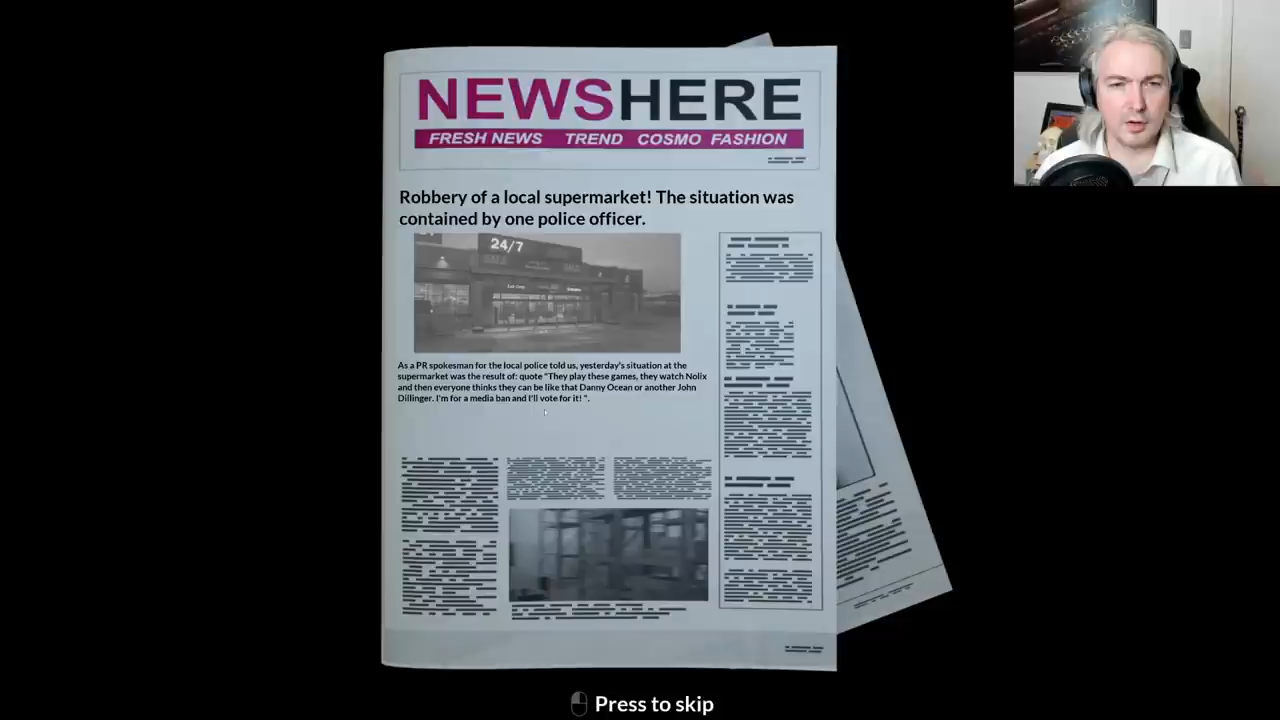 NEWSHERE
FRESH NEWS TREND COSMO FASHION
Robbery of a local supermarket! The situation was
contained by one police officer.
24/7
As a PR spokesman for the local police told us, yesterday's situation at the
supermarket was the result of: quote "They play these games, they watch Nolix
and then everyone thinks they can be like that Danny Ocean or another John
Dillinger. I'm for a media ban and I'll vote for it! ".
Press to skip